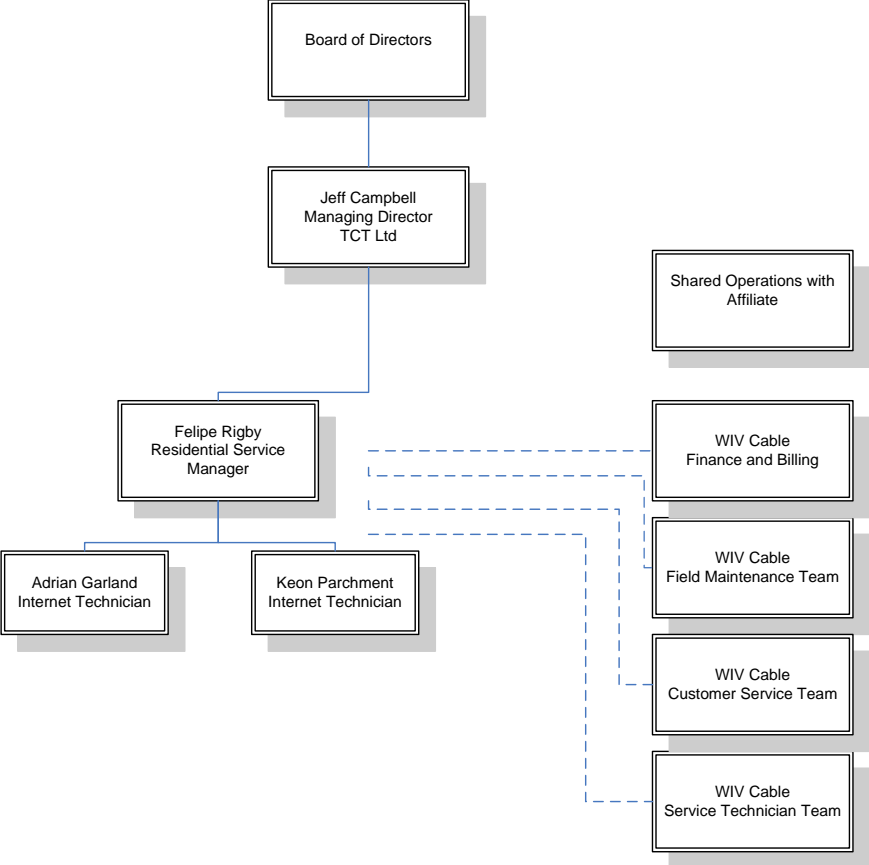 Board of Directors
Jeff Campbell
Managing Director
TCT Ltd
Shared Operations with
Affiliate
Felipe Rigby
Residential Service
Manager
WIV Cable
Finance and Billing
Adrian Garland
Internet Technician
Keon Parchment
Internet Technician
WIV Cable
Field Maintenance Team
WIV Cable
Customer Service Team
WIV Cable
Service Technician Team